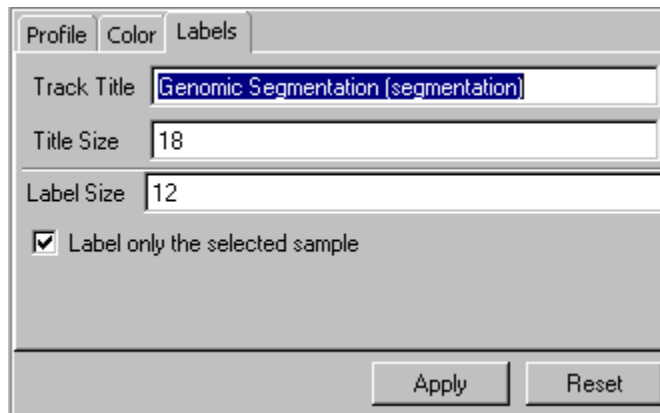 Profile Color Labels
Track Title Genomic Segmentation (segmentation)
Title Size 18
Label Size 12
Label only the selected sample
Apply Reset